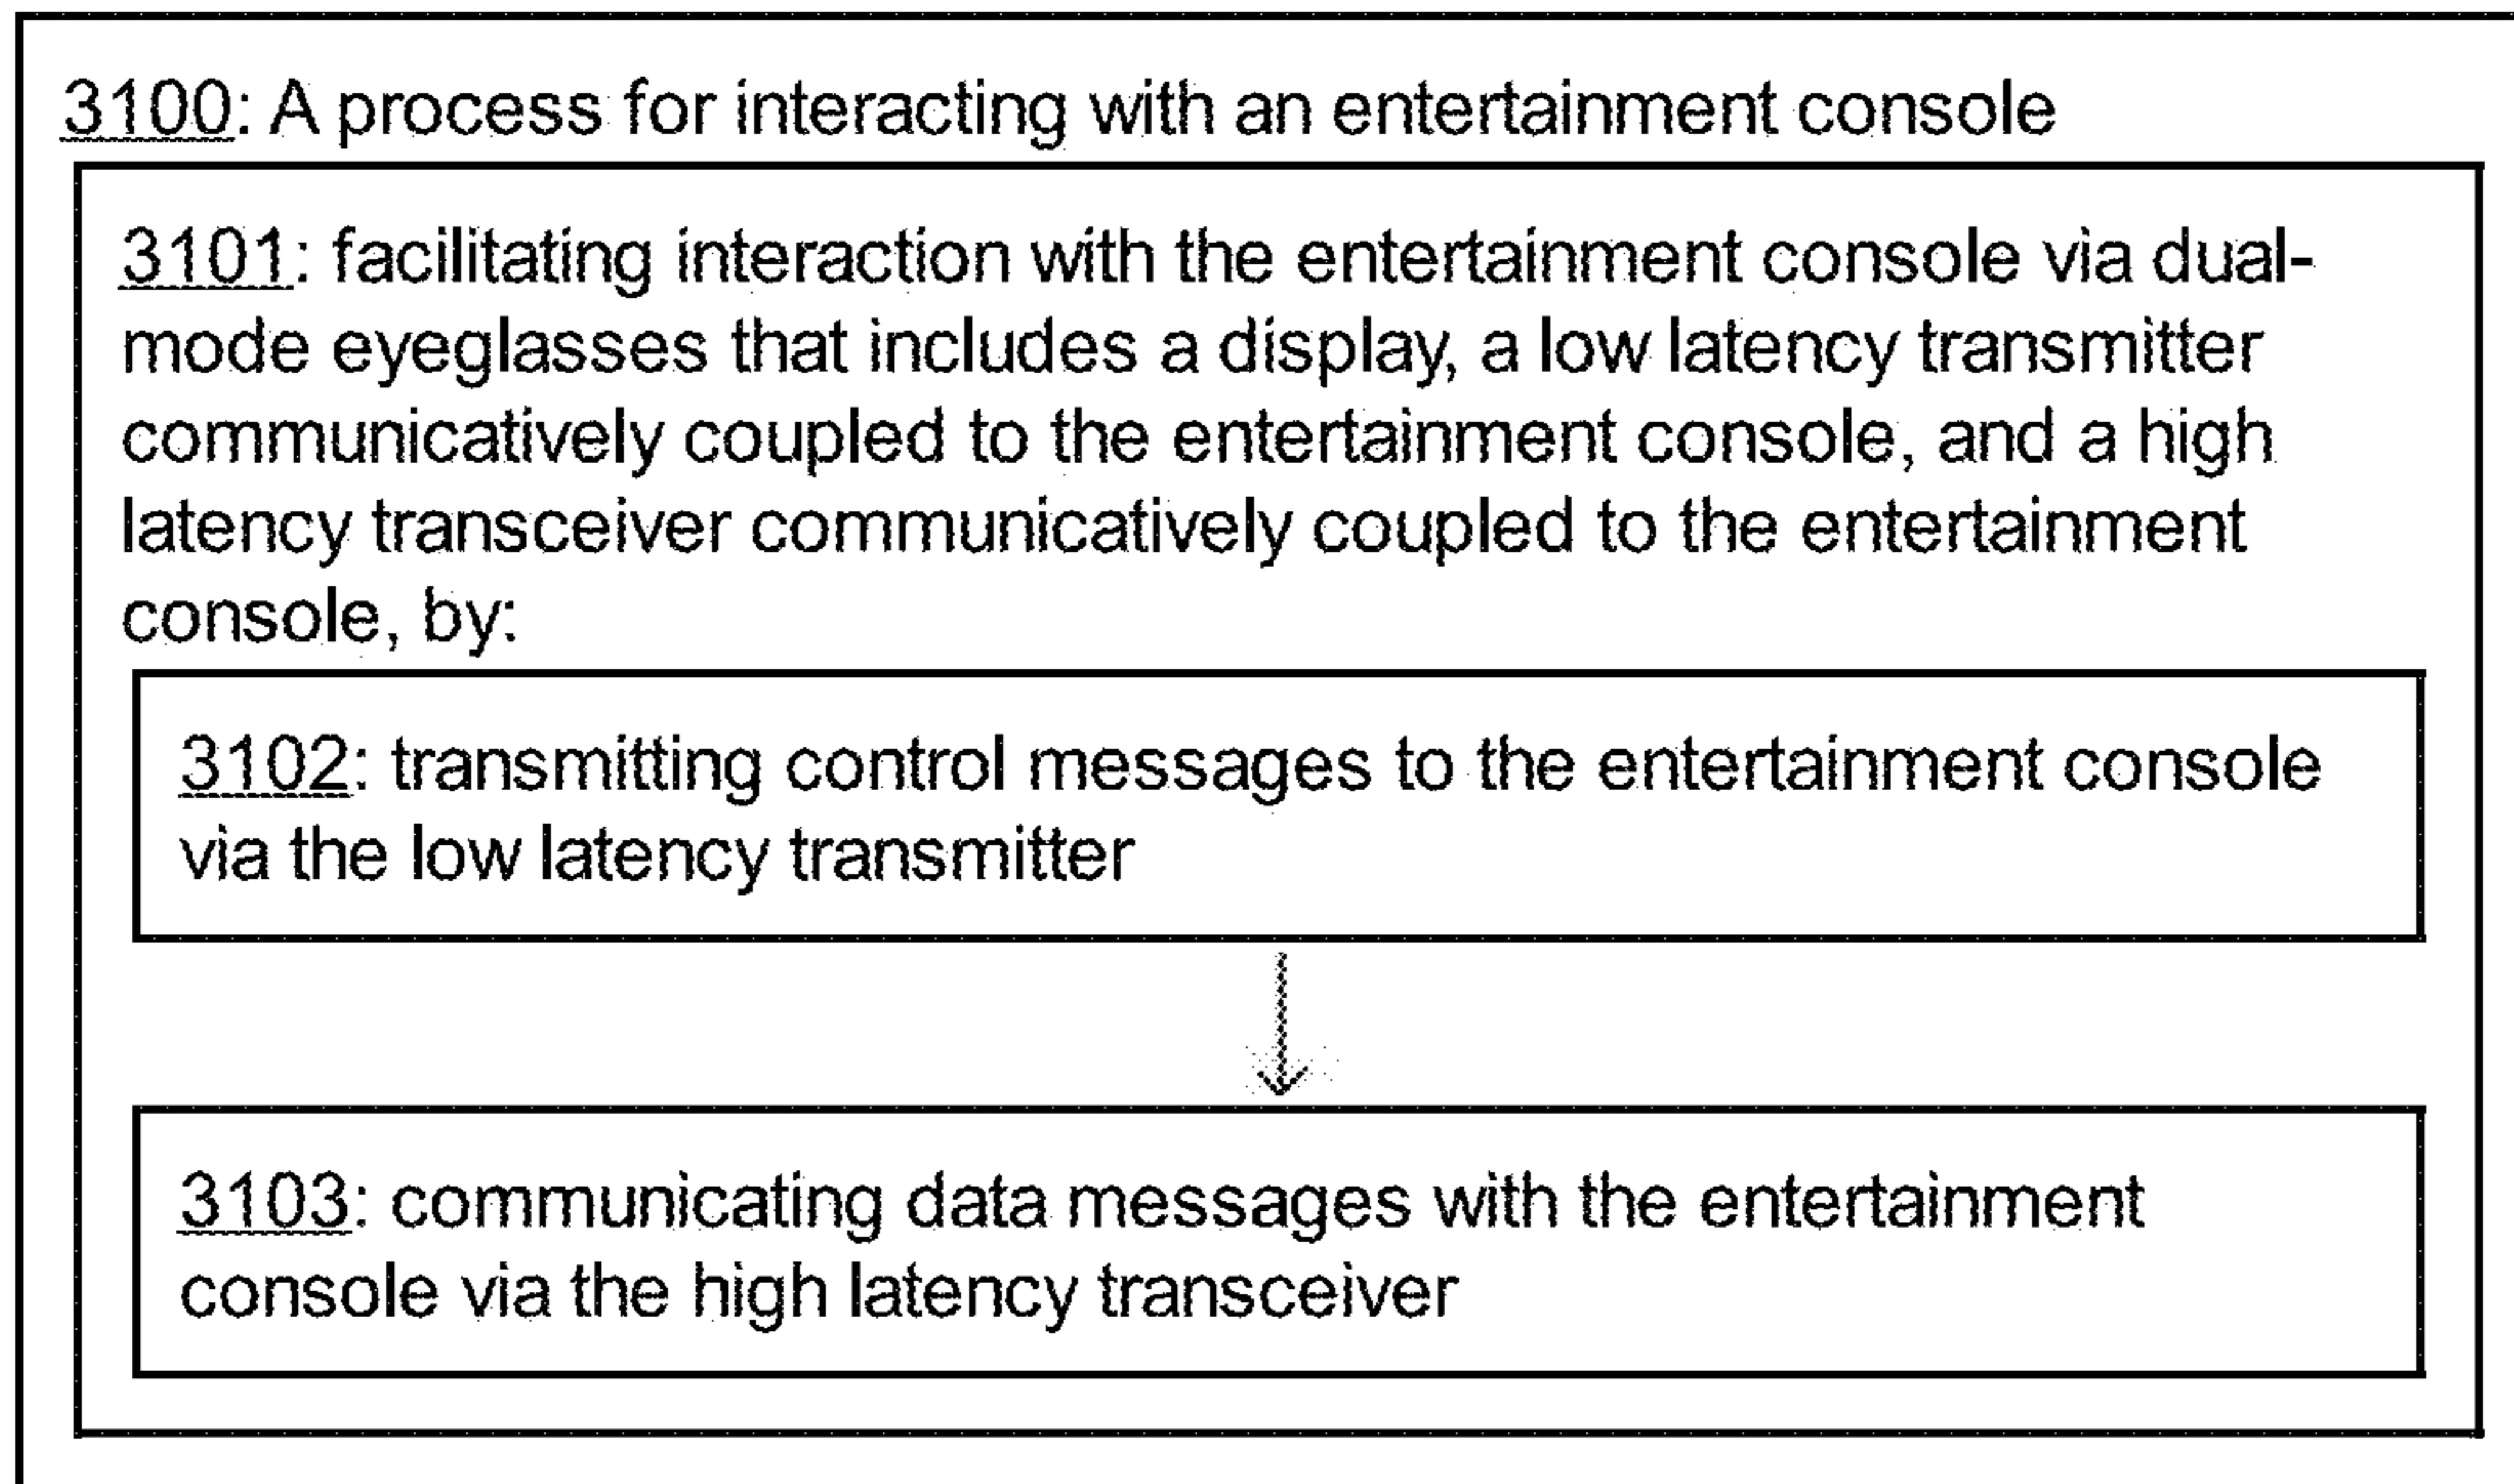 3100: A process for interacting with an entertainment console
3101: facilitating interaction with the entertainment console via dual-
mode eyeglasses that includes a display, a low latency transmitter
communicatively coupled to the entertainment console, and a high
latency transceiver communicatively coupled to the entertainment
console, by:
3102: transmitting control messages to the entertainment console
via the low latency transmitter
3103: communicating data messages with the entertainment
console via the high latency transceiver